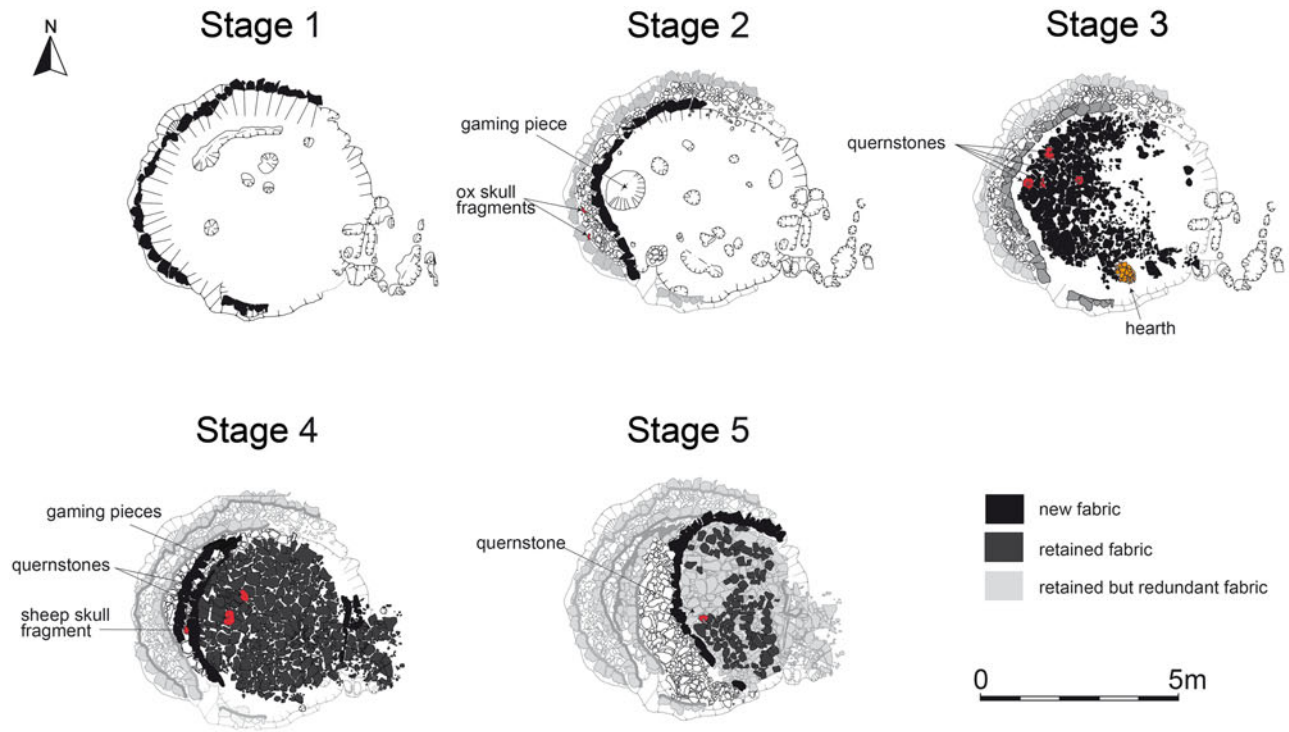 N
Stage 1
Stage 2
Stage 3
gaming piece
ox skull
fragments
quernstones
hearth
Stage 4
Stage 5
gaming pieces
quernstones
sheep skull
fragment
quernstone
new fabric
retained fabric
retained but redundant fabric
0
5m